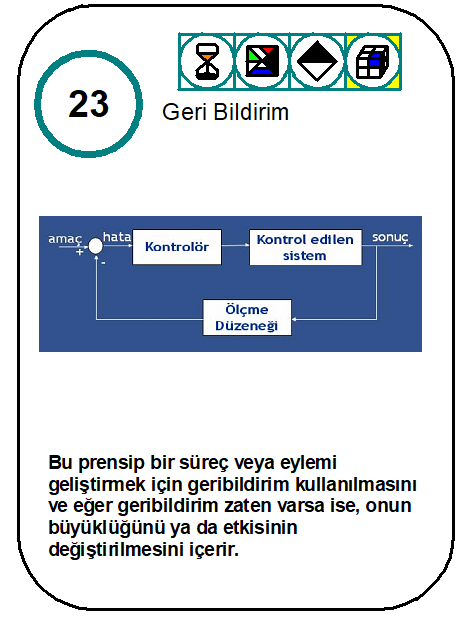 23
Geri Bildirim
amaç
+
-
hata
Kontrolör
Kontrol edilen
sistem
sonuç
Ölçme
Düzeneği
Bu prensip bir süreç veya eylemi
geliştirmek için geribildirim kullanılmasını
ve eğer geribildirim zaten varsa ise, onun
büyüklüğünü ya da etkisinin
değiştirilmesini içerir.